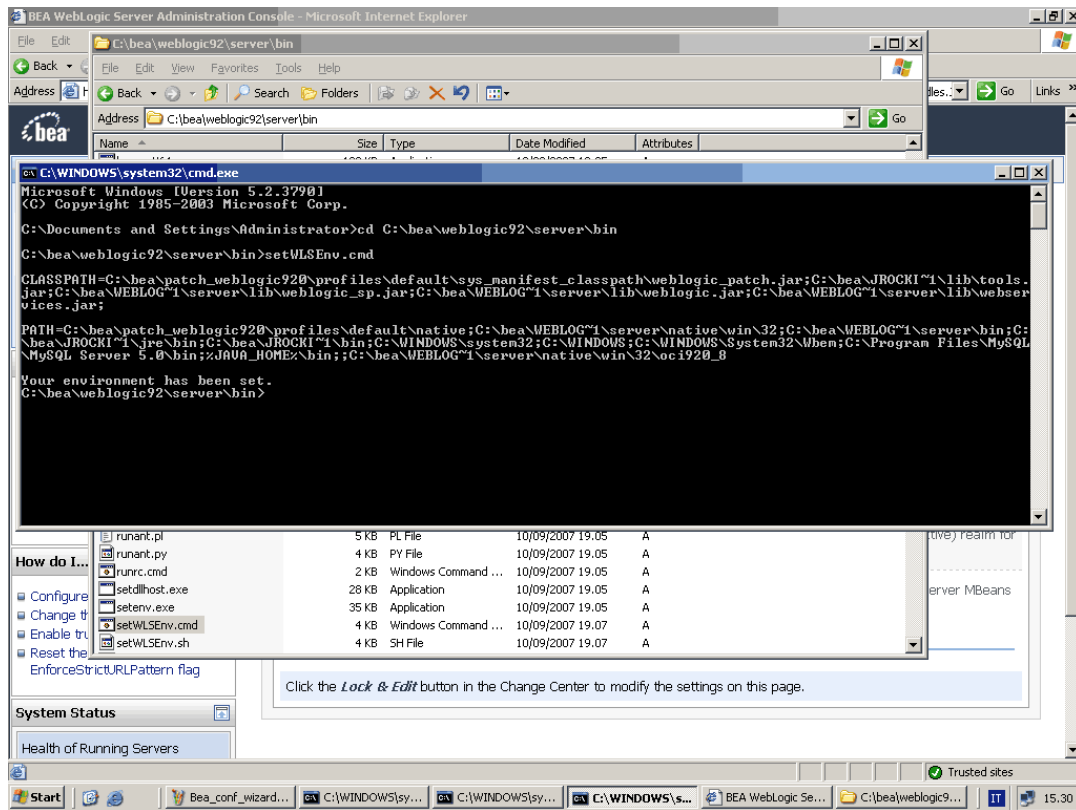 BEA WebLogic Server Administration Console - Microsoft Internet Explorer
File Edit
C:\bea\weblogic92\server\bin
File Edit View Favorites Tools Help
Back
Back Search Folders
Address
Go Links »
Address C:\bea\weblogic92\server\bin Go
bea
Name Size Type Date Modified Attributes
C:\WINDOWS\system32\cmd.exe
Microsoft Windows [Version 5.2.3790]
(C) Copyright 1985-2003 Microsoft Corp.
C:\Documents and Settings\Administrator>cd C:\bea\weblogic92\server\bin
C:\bea\weblogic92\server\bin>setWLSEnv.cmd
CLASSPATH=C:\bea\patch_weblogic920\profiles\default\sys_manifest_classpath\weblogic_patch.jar;C:\bea\JROCKI~1\lib\tools.
jar;C:\bea\WEBLOG~1\server\lib\weblogic_sp.jar;C:\bea\WEBLOG~1\server\lib\weblogic.jar;C:\bea\WEBLOG~1\server\lib\webser
vices.jar;
PATH=C:\bea\patch_weblogic920\profiles\default\native;C:\bea\WEBLOG~1\server\native\win\32;C:\bea\WEBLOG~1\server\bin;C:
\bea\JROCKI~1\jre\bin;C:\bea\JROCKI~1\bin;C:\WINDOWS\system32;C:\WINDOWS;C:\WINDOWS\System32\Wbem;C:\Program Files\MySQL
\MySQL Server 5.0\bin;%JAVA_HOME%\bin;;C:\bea\WEBLOG~1\server\native\win\32\oci920_8
Your environment has been set.
C:\bea\weblogic92\server\bin>
runant.pl 5 KB PL File 10/09/2007 19.05 A
realm for
runant.py 4 KB PY File 10/09/2007 19.05 A
How do I...
runrc.cmd 2 KB Windows Command ... 10/09/2007 19.05 A
setdllhost.exe 28 KB Application 10/09/2007 19.05 A
erver MBeans
Configure
setenv.exe 35 KB Application 10/09/2007 19.05 A
Change th
setWLSEnv.cmd 4 KB Windows Command ... 10/09/2007 19.07 A
Enable tru
setWLSEnv.sh 4 KB SH File 10/09/2007 19.07 A
Reset the
EnforceStrictURLPattern flag
Click the Lock & Edit button in the Change Center to modify the settings on this page.
System Status
Health of Running Servers
Trusted sites
Start Bea_conf_wizard... C:\WINDOWS\sy... C:\WINDOWS\sy... C:\WINDOWS\s... BEA WebLogic Se... C:\bea\weblogic9... IT 15.30